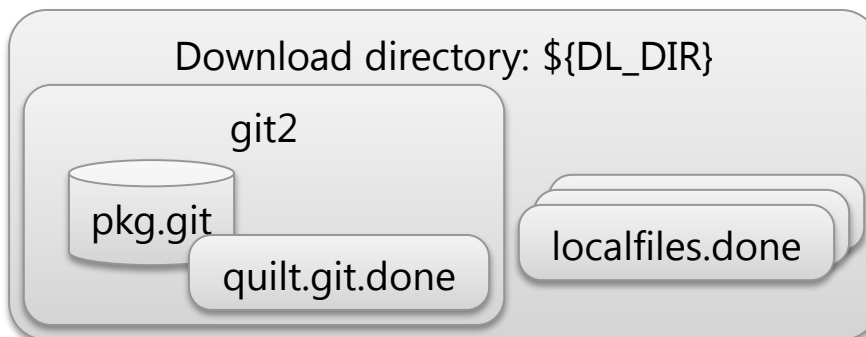 Download directory: ${DL_DIR}
git2
pkg.git
quilt.git.done
localfiles.done